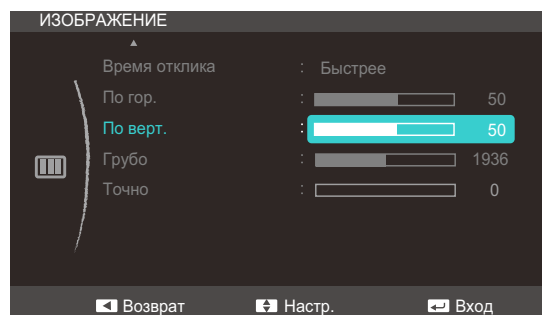 ИЗОБРАЖЕНИЕ
Время отклика : Быстрее
По гор. : 50
По верт. : 50
Грубо : 1936
Точно : 0
Возврат Настр. Вход